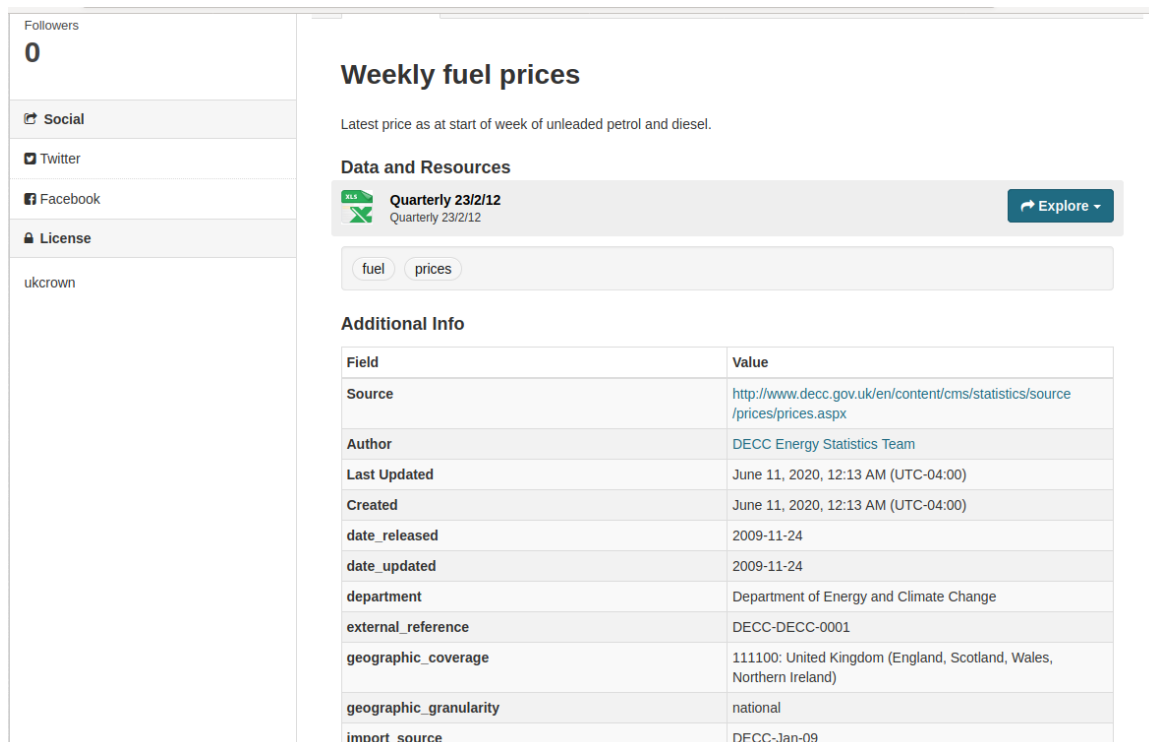 Followers
0
Social
Twitter
Facebook
License
ukcrown
Weekly fuel prices
Latest price as at start of week of unleaded petrol and diesel.
Data and Resources
XLS
Quarterly 23/2/12
Quarterly 23/2/12
Explore
fuel prices
Additional Info
Field Value
Source http://www.decc.gov.uk/en/content/cms/statistics/source
/prices/prices.aspx
Author DECC Energy Statistics Team
Last Updated June 11, 2020, 12:13 AM (UTC-04:00)
Created June 11, 2020, 12:13 AM (UTC-04:00)
date_released 2009-11-24
date_updated 2009-11-24
department Department of Energy and Climate Change
external_reference DECC-DECC-0001
geographic_coverage 111100: United Kingdom (England, Scotland, Wales,
Northern Ireland)
geographic_granularity national
import_source DECC-Jan-09